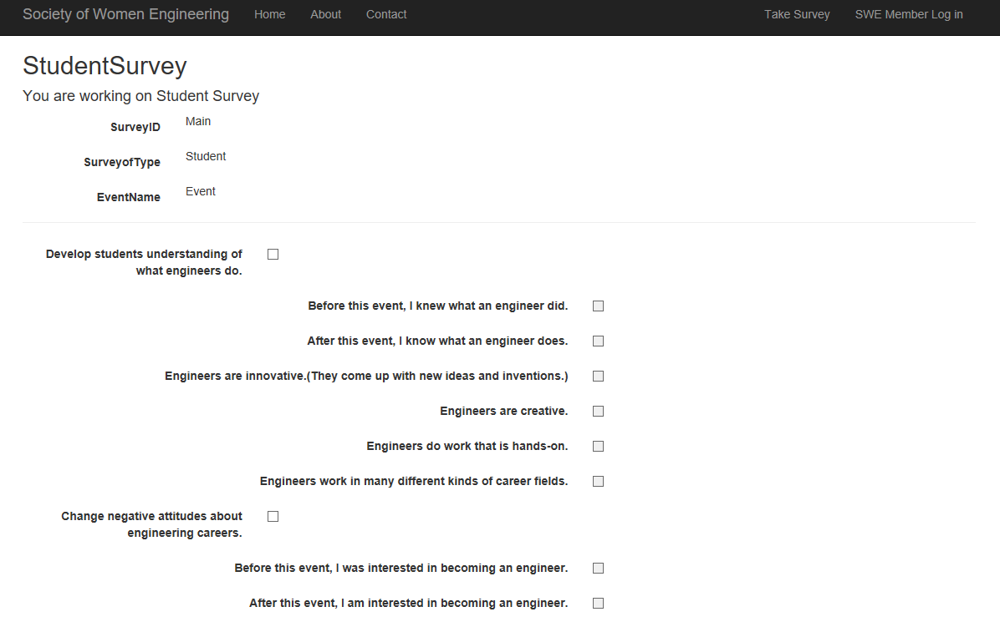 Society of Women Engineering Home About Contact Take Survey SWE Member Log in
StudentSurvey
You are working on Student Survey
SurveyID Main
SurveyofType Student
EventName Event
Develop students understanding of
what engineers do.
Before this event, I knew what an engineer did.
After this event, I know what an engineer does.
Engineers are innovative.(They come up with new ideas and inventions.)
Engineers are creative.
Engineers do work that is hands-on.
Engineers work in many different kinds of career fields.
Change negative attitudes about
engineering careers.
Before this event, I was interested in becoming an engineer.
After this event, I am interested in becoming an engineer.